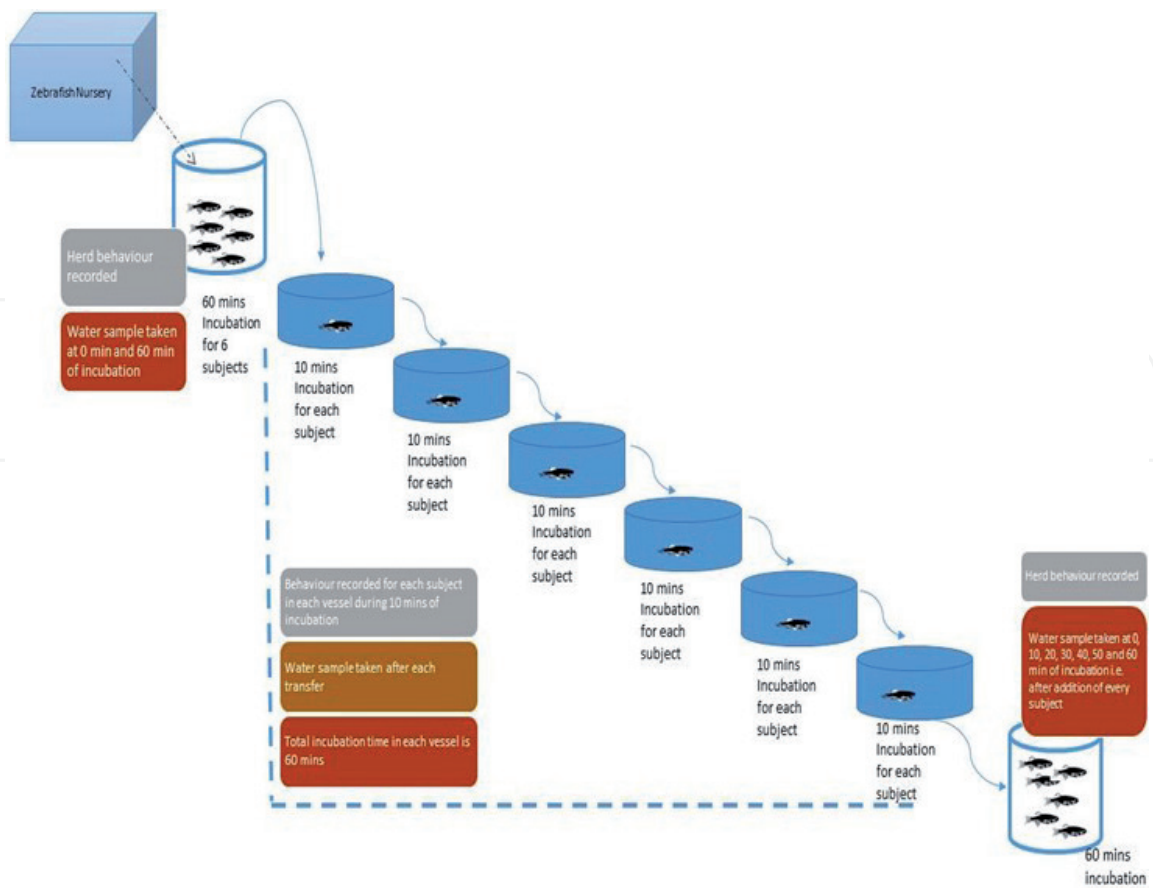 Zebrafish Nursery
Herd behaviour
recorded
Water sample taken
at 0 min and 60 min
of incubation
60 mins
Incubation
for 6
subjects
10 mins
Incubation
for each
subject
10 mins
Incubation
for each
subject
10 mins
Incubation
for each
subject
10 mins
Incubation
for each
subject
10 mins
Incubation
for each
subject
10 mins
Incubation
for each
subject
Behaviour recorded for each subject
in each vessel during 10 mins of
incubation
Water sample taken after each
transfer
Total incubation time in each vessel is
60 mins
Herd behaviour recorded
Water sample taken at 0,
10, 20, 30, 40, 50 and 60
min of incubation i.e.
after addition of every
subject
60 mins
incubation